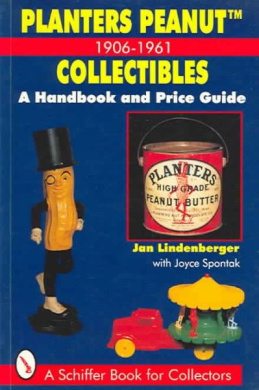 PLANTERS PEANUT™
1906-1961
COLLECTIBLES
A Handbook and Price Guide
PLANTERS
HIGH GRADE
PEANUT BUTTER
Jan Lindenberger
with Joyce Spontak
A Schiffer Book for Collectors